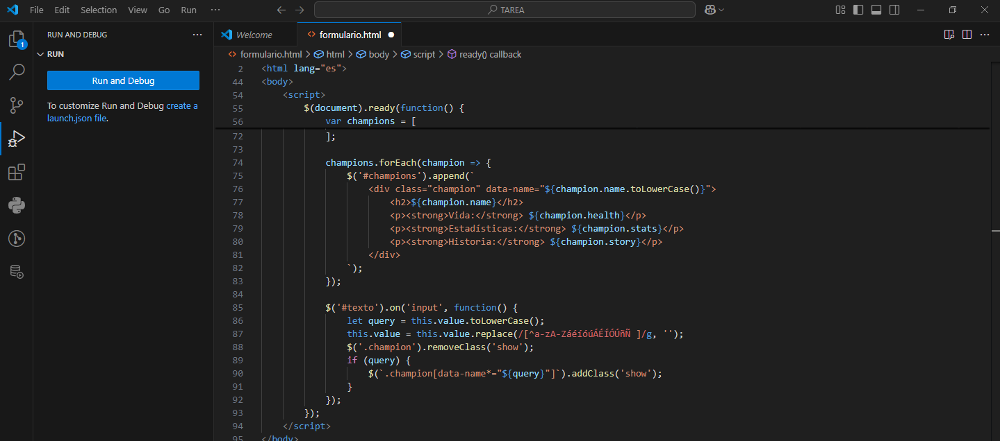 File Edit Selection View Go Run ··· ← → TAREA
RUN AND DEBUG ···
Welcome
formulario.html ●
···
1
RUN
formulario.html > html > body > script > ready() callback
Run and Debug
To customize Run and Debug create a
launch.json file.
2 <html lang="es">
44 <body>
54 <script>
55 $(document).ready(function() {
56 var champions = [
72 ];
73
74 champions.forEach(champion => {
75 $('#champions').append(`
76 <div class="champion" data-name="${champion.name.toLowerCase()}">
77 <h2>${champion.name}</h2>
78 <p><strong>Vida:</strong> ${champion.health}</p>
79 <p><strong>Estadísticas:</strong> ${champion.stats}</p>
80 <p><strong>Historia:</strong> ${champion.story}</p>
81 </div>
82 `);
83 });
84
85 $('#texto').on('input', function() {
86 let query = this.value.toLowerCase();
87 this.value = this.value.replace(/[^a-zA-ZáéíóúÁÉÍÓÚñÑ ]/g, '');
88 $('.champion').removeClass('show');
89 if (query) {
90 $(`.champion[data-name*="${query}"]`).addClass('show');
91 }
92 });
93 });
94 </script>
95 </body>